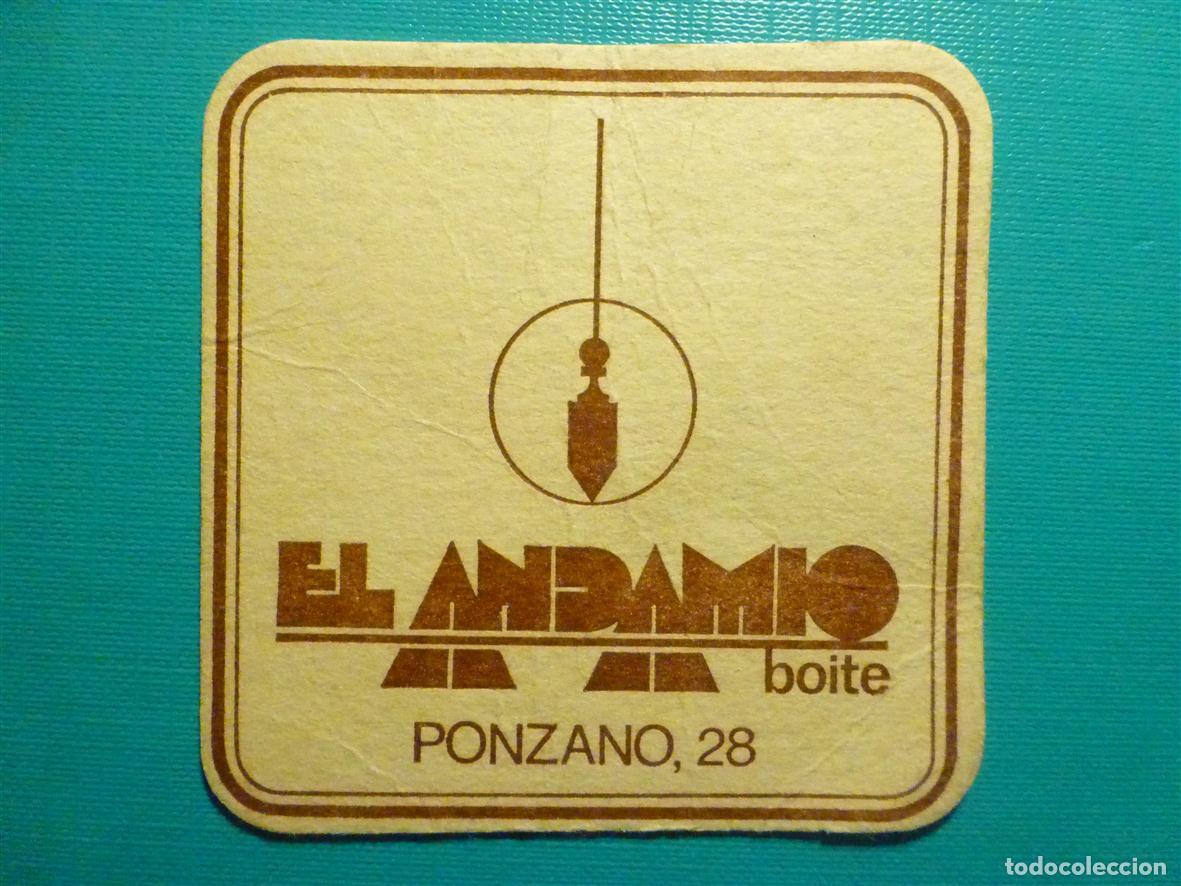 EL ANDAMIO
boite
PONZANO, 28
todocoleccion